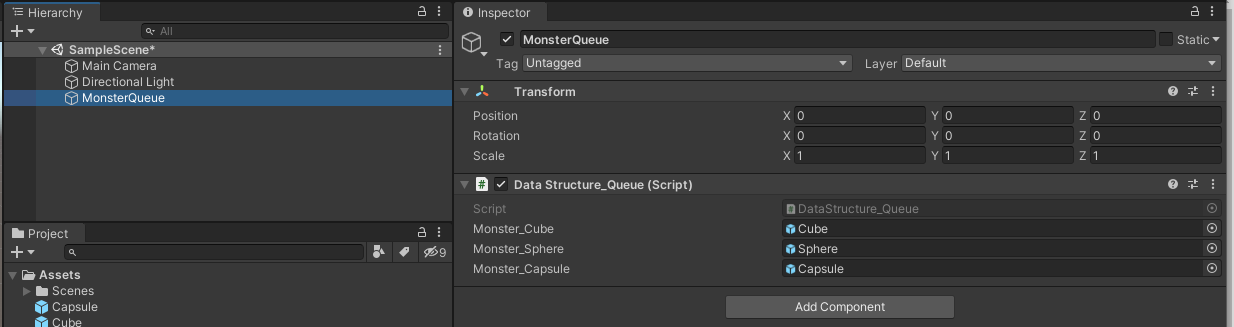 Hierarchy
All
SampleScene*
Main Camera
Directional Light
MonsterQueue
Project
9
Assets
Scenes
Capsule
Cube
Inspector
MonsterQueue
Static
Tag Untagged Layer Default
Transform
Position X 0 Y 0 Z 0
Rotation X 0 Y 0 Z 0
Scale X 1 Y 1 Z 1
# Data Structure_Queue (Script)
Script DataStructure_Queue
Monster_Cube Cube
Monster_Sphere Sphere
Monster_Capsule Capsule
Add Component